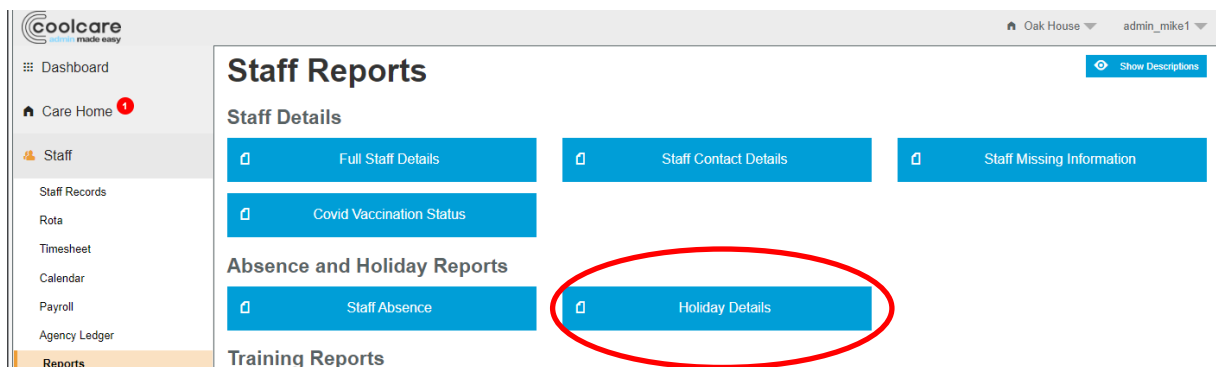 coolcare
admin made easy
Oak House
admin_mike1
Dashboard
Care Home 1
Staff
Staff Records
Rota
Timesheet
Calendar
Payroll
Agency Ledger
Reports
Staff Reports
Show Descriptions
Staff Details
Full Staff Details
Staff Contact Details
Staff Missing Information
Covid Vaccination Status
Absence and Holiday Reports
Staff Absence
Holiday Details
Training Reports